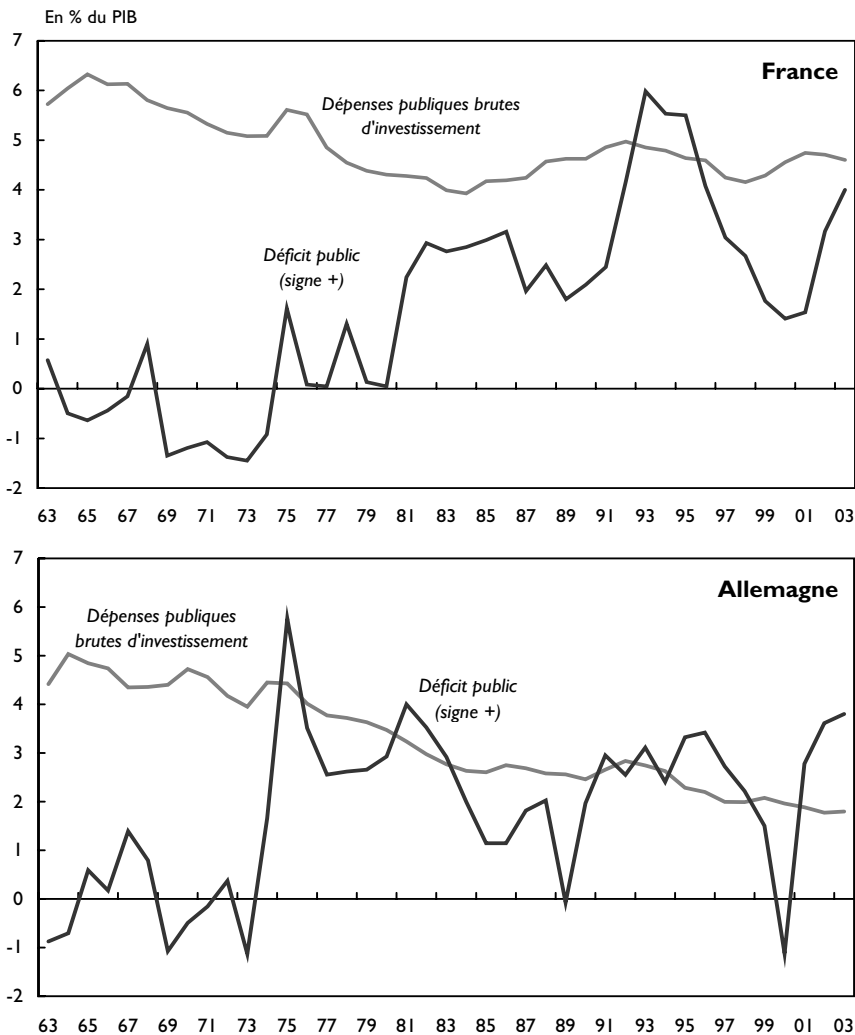 En % du PIB
7
France
6
Dépenses publiques brutes
d'investissement
5
4
3
Déficit public
(signe +)
2
1
0
-1
-2
63 65 67 69 71 73 75 77 79 81 83 85 87 89 91 93 95 97 99 01 03
7
Allemagne
6
Dépenses publiques
brutes d'investissement
5
Déficit public
(signe +)
4
3
2
1
0
-1
-2
63 65 67 69 71 73 75 77 79 81 83 85 87 89 91 93 95 97 99 01 03